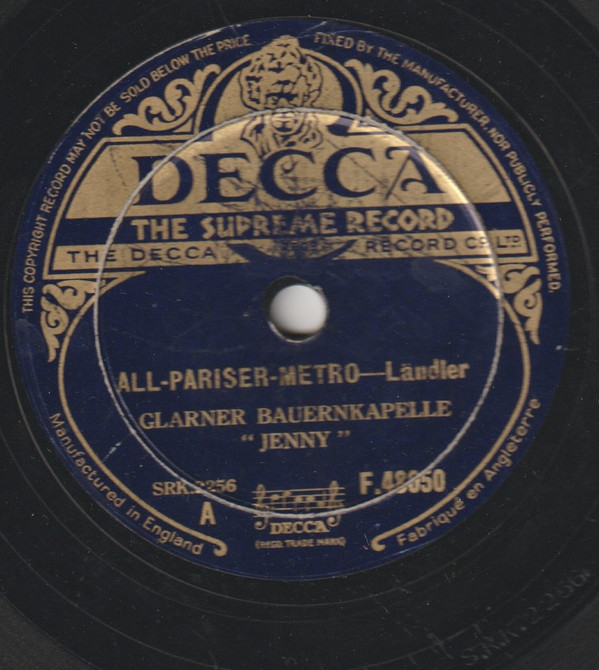 THIS COPYRIGHT RECORD MAY NOT BE SOLD BELOW THE PRICE FIXED BY THE MANUFACTURER, NOR PUBLICLY PERFORMED.
DECCA
THE SUPREME RECORD
THE DECCA RECORD CO LTD
ALL-PARISER-METRO—Ländler
GLARNER BAUERNKAPELLE
"JENNY"
SRK.2256
F.48050
A
DECCA
(REGD. TRADE MARK)
Manufactured in England
Fabriqué en Angleterre